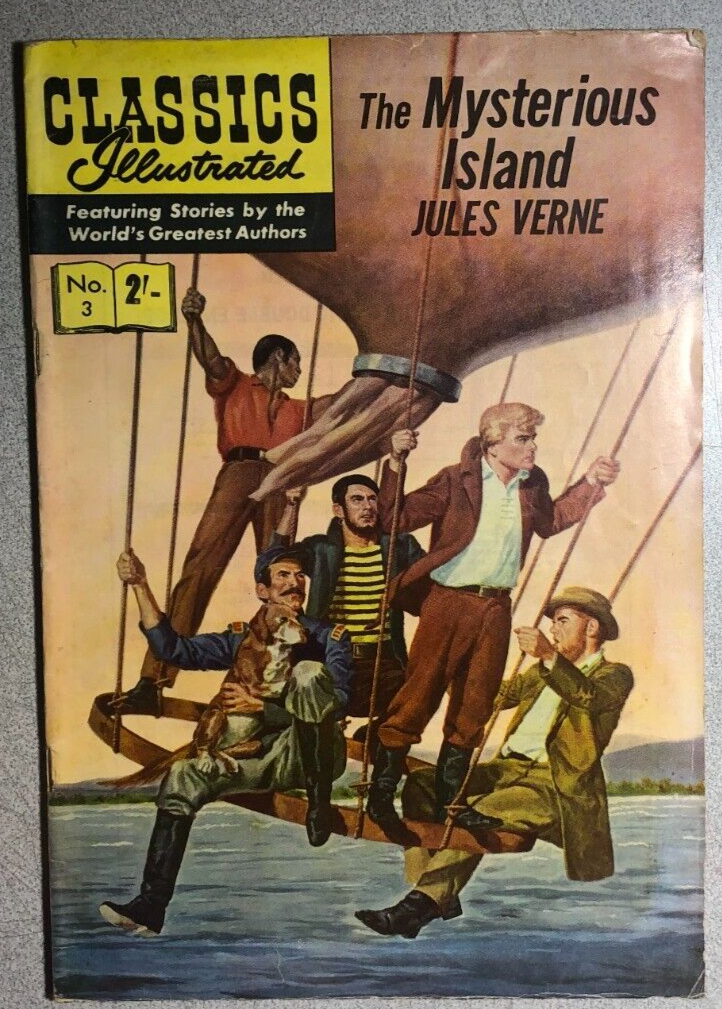 CLASSICS
Illustrated
Featuring Stories by the
World's Greatest Authors
No.
3
2/-
The Mysterious
Island
JULES VERNE